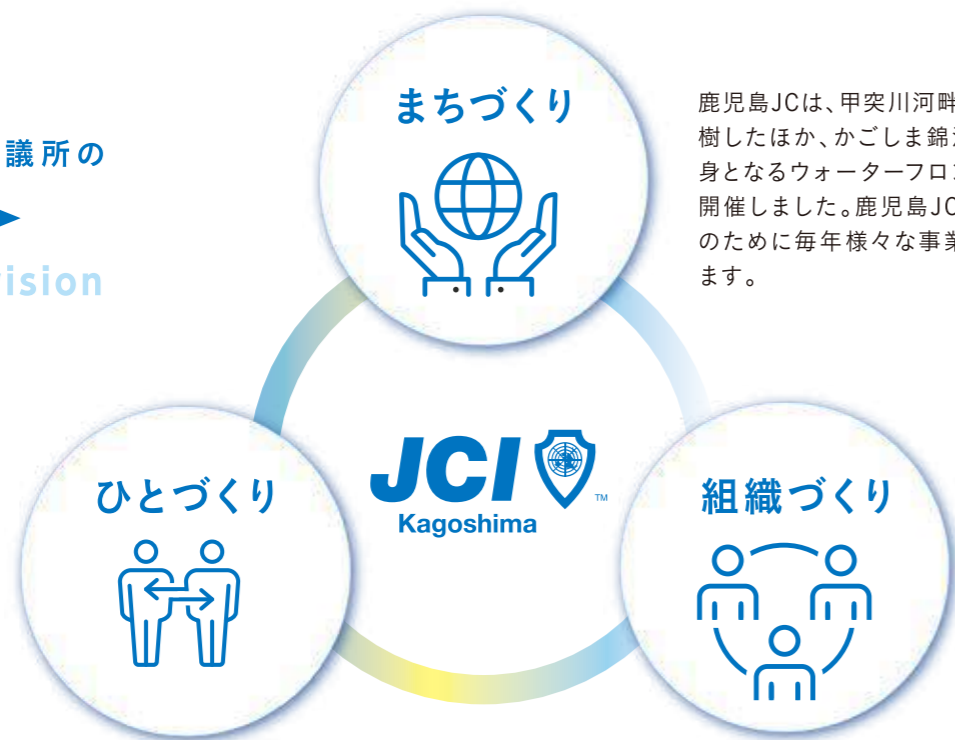 議所の
ision
まちづくり
鹿児島JCは、甲突川河畔
樹したほか、かごしま錦
身となるウォーターフロ
開催しました。鹿児島JC
のために毎年様々な事業
ます。
ひとづくり
JCI
TM
Kagoshima
組織づくり